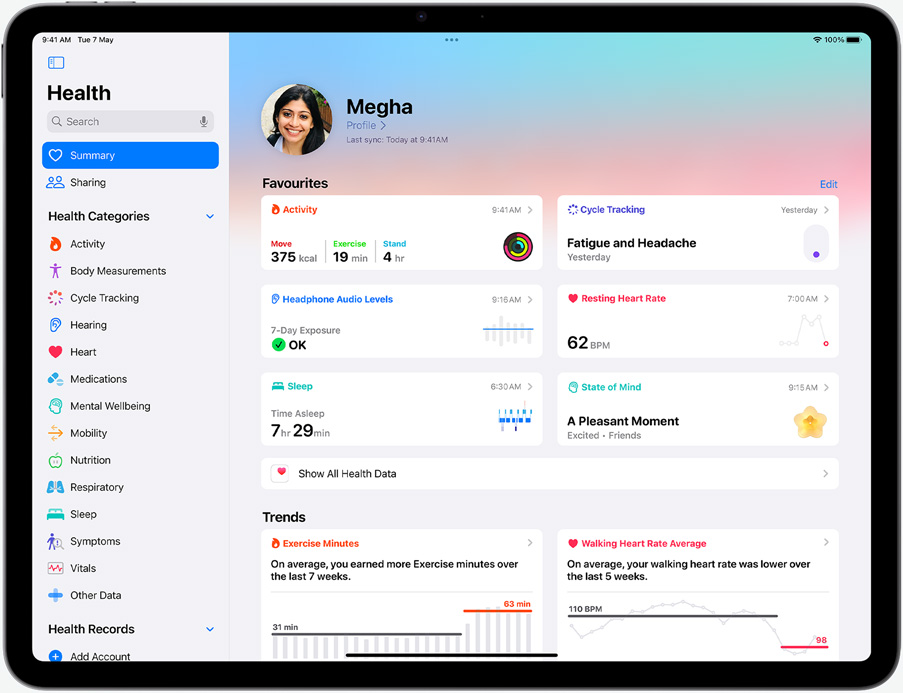 9:41 AM Tue 7 May
100%
Health
Search
Summary
Sharing
Health Categories
Activity
Body Measurements
Cycle Tracking
Hearing
Heart
Medications
Mental Wellbeing
Mobility
Nutrition
Respiratory
Sleep
Symptoms
Vitals
Other Data
Health Records
Add Account
Megha
Profile
Last sync: Today at 9:41AM
Favourites
Edit
Activity
9:41AM
Move
Exercise
Stand
375 kcal
19 min
4 hr
Cycle Tracking
Yesterday
Fatigue and Headache
Yesterday
Headphone Audio Levels
9:16AM
7-Day Exposure
OK
Resting Heart Rate
7:00AM
62 BPM
Sleep
6:30AM
Time Asleep
7hr 29min
State of Mind
9:15AM
A Pleasant Moment
Excited • Friends
Show All Health Data
Trends
Exercise Minutes
On average, you earned more Exercise minutes over
the last 7 weeks.
63 min
31 min
Walking Heart Rate Average
On average, your walking heart rate was lower over
the last 5 weeks.
110 BPM
98